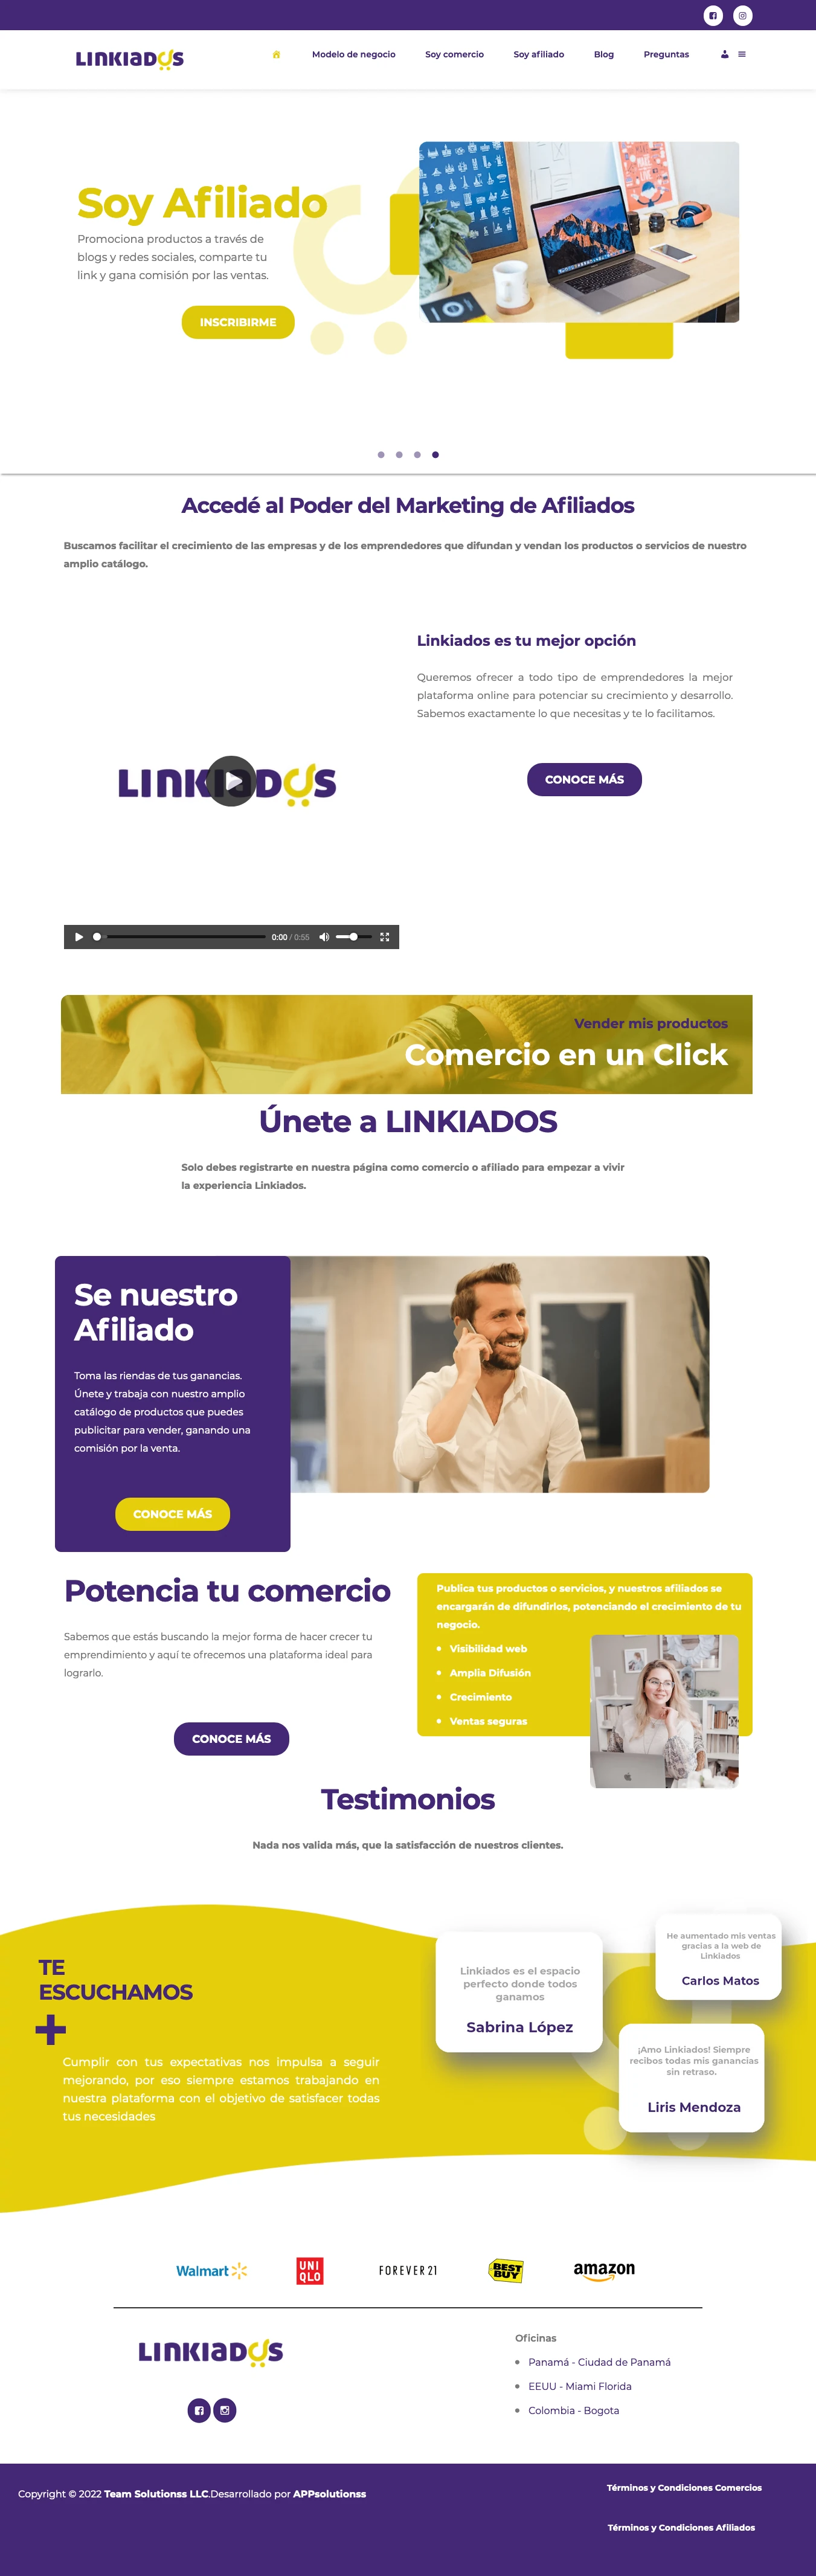 LINKIADOS
Modelo de negocio
Soy comercio
Soy afiliado
Blog
Preguntas
Soy Afiliado
Promociona productos a través de
blogs y redes sociales, comparte tu
link y gana comisión por las ventas.
INSCRIBIRME
Accedé al Poder del Marketing de Afiliados
Buscamos facilitar el crecimiento de las empresas y de los emprendedores que difundan y vendan los productos o servicios de nuestro
amplio catálogo.
Linkiados es tu mejor opción
Queremos ofrecer a todo tipo de emprendedores la mejor
plataforma online para potenciar su crecimiento y desarrollo.
Sabemos exactamente lo que necesitas y te lo facilitamos.
CONOCE MÁS
LINKIADOS
0:00 / 0:55
Vender mis productos
Comercio en un Click
Únete a LINKIADOS
Solo debes registrarte en nuestra página como comercio o afiliado para empezar a vivir
la experiencia Linkiados.
Se nuestro
Afiliado
Toma las riendas de tus ganancias.
Únete y trabaja con nuestro amplio
catálogo de productos que puedes
publicitar para vender, ganando una
comisión por la venta.
CONOCE MÁS
Potencia tu comercio
Sabemos que estás buscando la mejor forma de hacer crecer tu
emprendimiento y aquí te ofrecemos una plataforma ideal para
lograrlo.
CONOCE MÁS
Publica tus productos o servicios, y nuestros afiliados se
encargarán de difundirlos, potenciando el crecimiento de tu
negocio.
Visibilidad web
Amplia Difusión
Crecimiento
Ventas seguras
Testimonios
Nada nos valida más, que la satisfacción de nuestros clientes.
TE
ESCUCHAMOS
Cumplir con tus expectativas nos impulsa a seguir
mejorando, por eso siempre estamos trabajando en
nuestra plataforma con el objetivo de satisfacer todas
tus necesidades
Linkiados es el espacio
perfecto donde todos
ganamos
Sabrina López
He aumentado mis ventas
gracias a la web de
Linkiados
Carlos Matos
¡Amo Linkiados! Siempre
recibos todas mis ganancias
sin retraso.
Liris Mendoza
Walmart
UNI
QLO
FOREVER 21
BEST
BUY
amazon
LINKIADOS
Oficinas
Panamá - Ciudad de Panamá
EEUU - Miami Florida
Colombia - Bogota
Copyright © 2022 Team Solutionss LLC.Desarrollado por APPsolutionss
Términos y Condiciones Comercios
Términos y Condiciones Afiliados